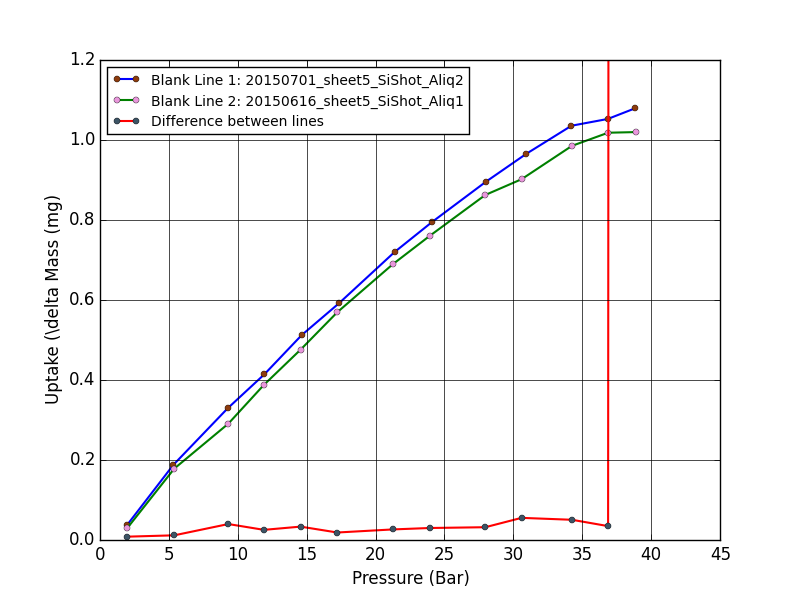 Blank Line 1: 20150701_sheet5_SiShot_Aliq2
Blank Line 2: 20150616_sheet5_SiShot_Aliq1
Difference between lines
1.2
1.0
0.8
0.6
0.4
0.2
0.0
Uptake (\delta Mass (mg)
0 5 10 15 20 25 30 35 40 45
Pressure (Bar)